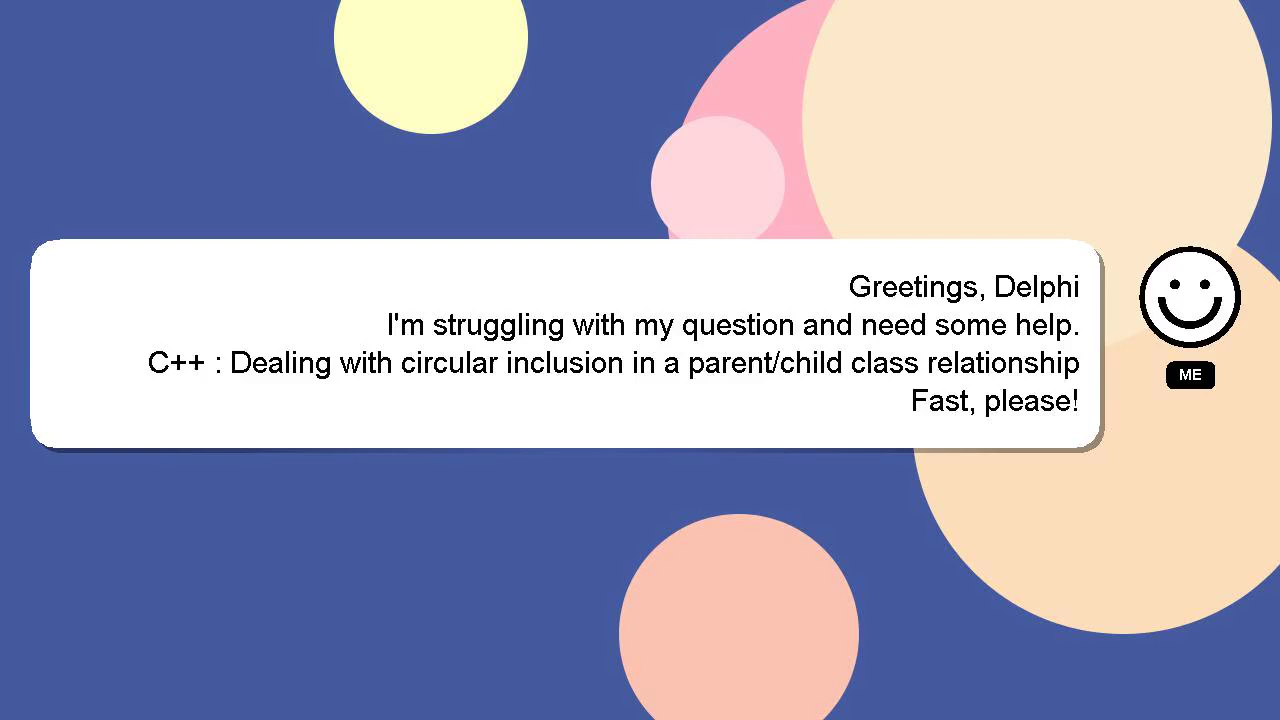 Greetings, Delphi
I'm struggling with my question and need some help.
C++ : Dealing with circular inclusion in a parent/child class relationship
Fast, please!
ME